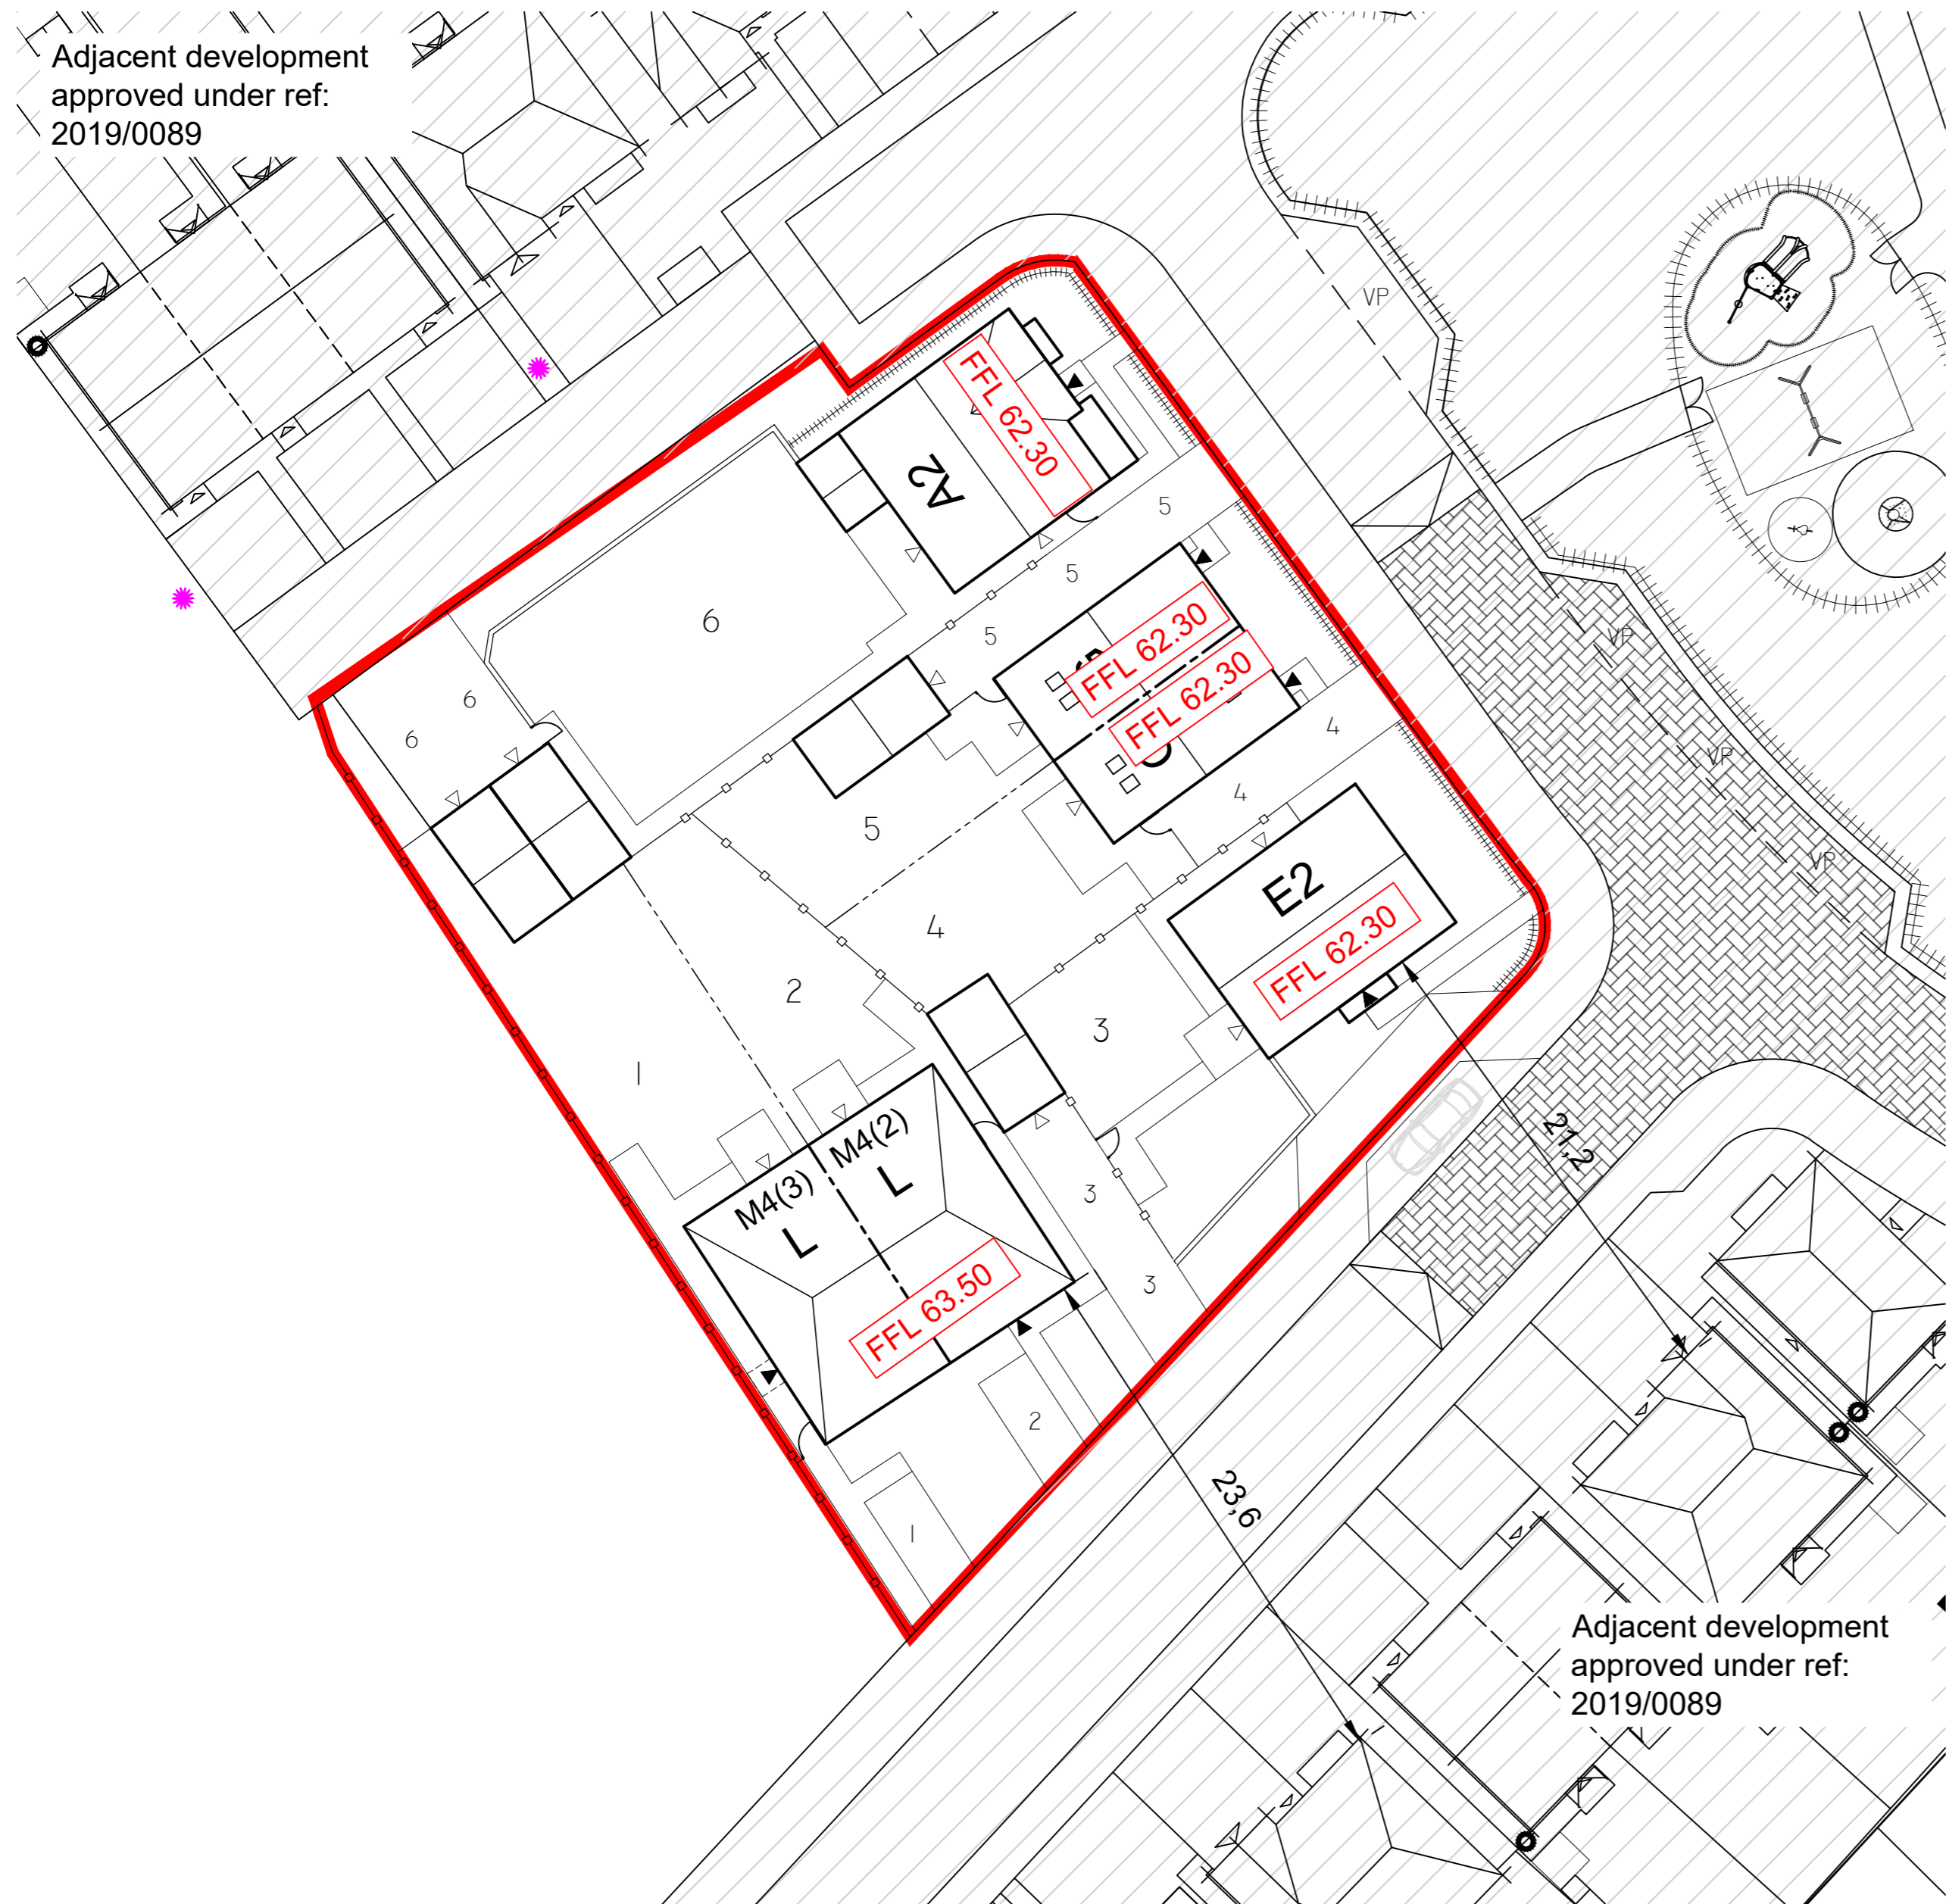 Adjacent development
approved under ref:
2019/0089
VP
FFL 62.30
A2
5
5
5
6
FFL 62.30
FFL 62.30
VP
6
6
4
VP
4
5
E2
VP
FFL 62.30
4
2
3
1
21,2
M4(2)
L
M4(3)
L
3
3
FFL 63.50
2
23,6
1
Adjacent development
approved under ref:
2019/0089